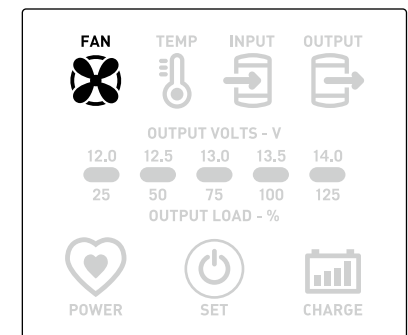 FAN TEMP INPUT OUTPUT
OUTPUT VOLTS - V
12.0 12.5 13.0 13.5 14.0
25 50 75 100 125
OUTPUT LOAD - %
POWER SET CHARGE